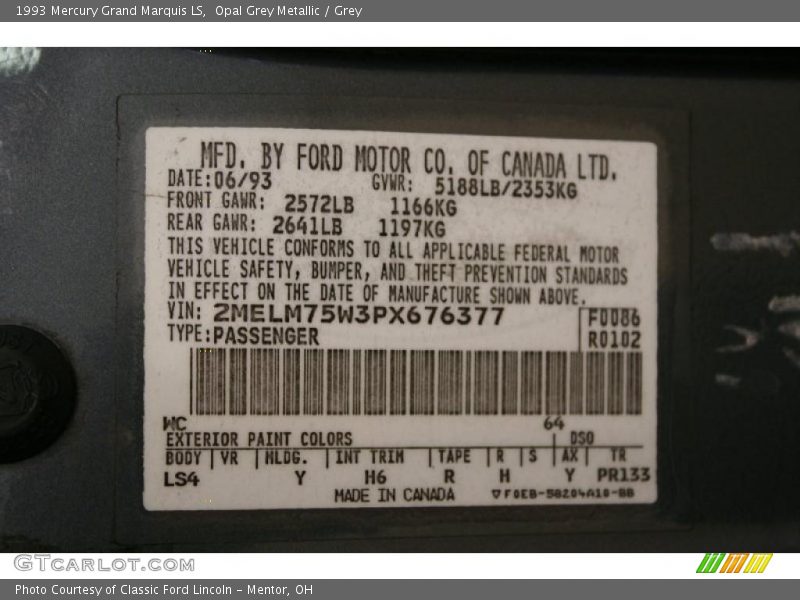 1993 Mercury Grand Marquis LS,  Opal Grey Metallic / Grey
MFD. BY FORD MOTOR CO. OF CANADA LTD.
DATE: 06/93 GVWR: 5188LB/2353KG
FRONT GAWR: 2572LB 1166KG
REAR GAWR: 2641LB 1197KG
THIS VEHICLE CONFORMS TO ALL APPLICABLE FEDERAL MOTOR
VEHICLE SAFETY, BUMPER, AND THEFT PREVENTION STANDARDS
IN EFFECT ON THE DATE OF MANUFACTURE SHOWN ABOVE.
VIN: 2MELM75W3PX676377 F0086
TYPE: PASSENGER R0102
WC 64
EXTERIOR PAINT COLORS DSO
BODY VR MLDG. INT TRIM TAPE R S AX TR
LS4 Y H6 R H Y PR133
MADE IN CANADA ▽F0EB-58204A10-BB
GTCarLot.com
Photo Courtesy of Classic Ford Lincoln - Mentor, OH